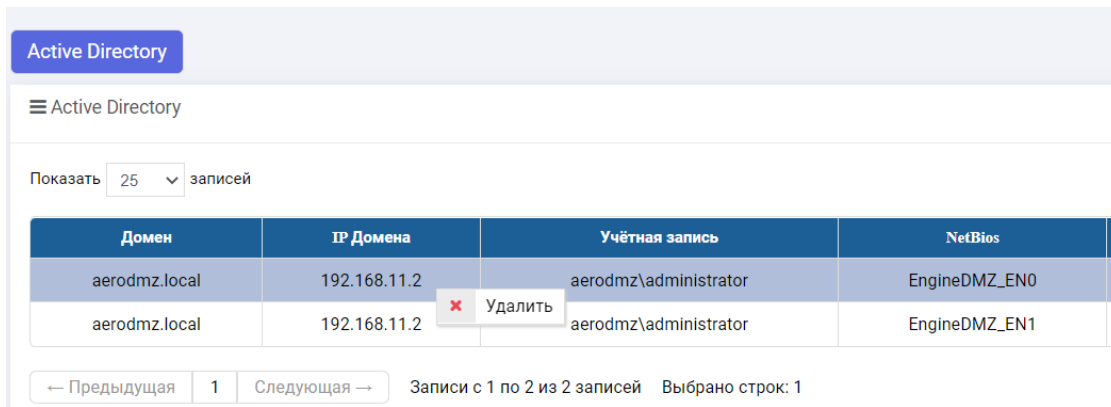 Active Directory
Active Directory
Показать 25 записей
Домен IP Домена Учётная запись NetBios
aerodmz.local 192.168.11.2 aerodmz\administrator EngineDMZ_EN0
Удалить
aerodmz.local 192.168.11.2 aerodmz\administrator EngineDMZ_EN1
← Предыдущая 1 Следующая → Записи с 1 по 2 из 2 записей Выбрано строк: 1